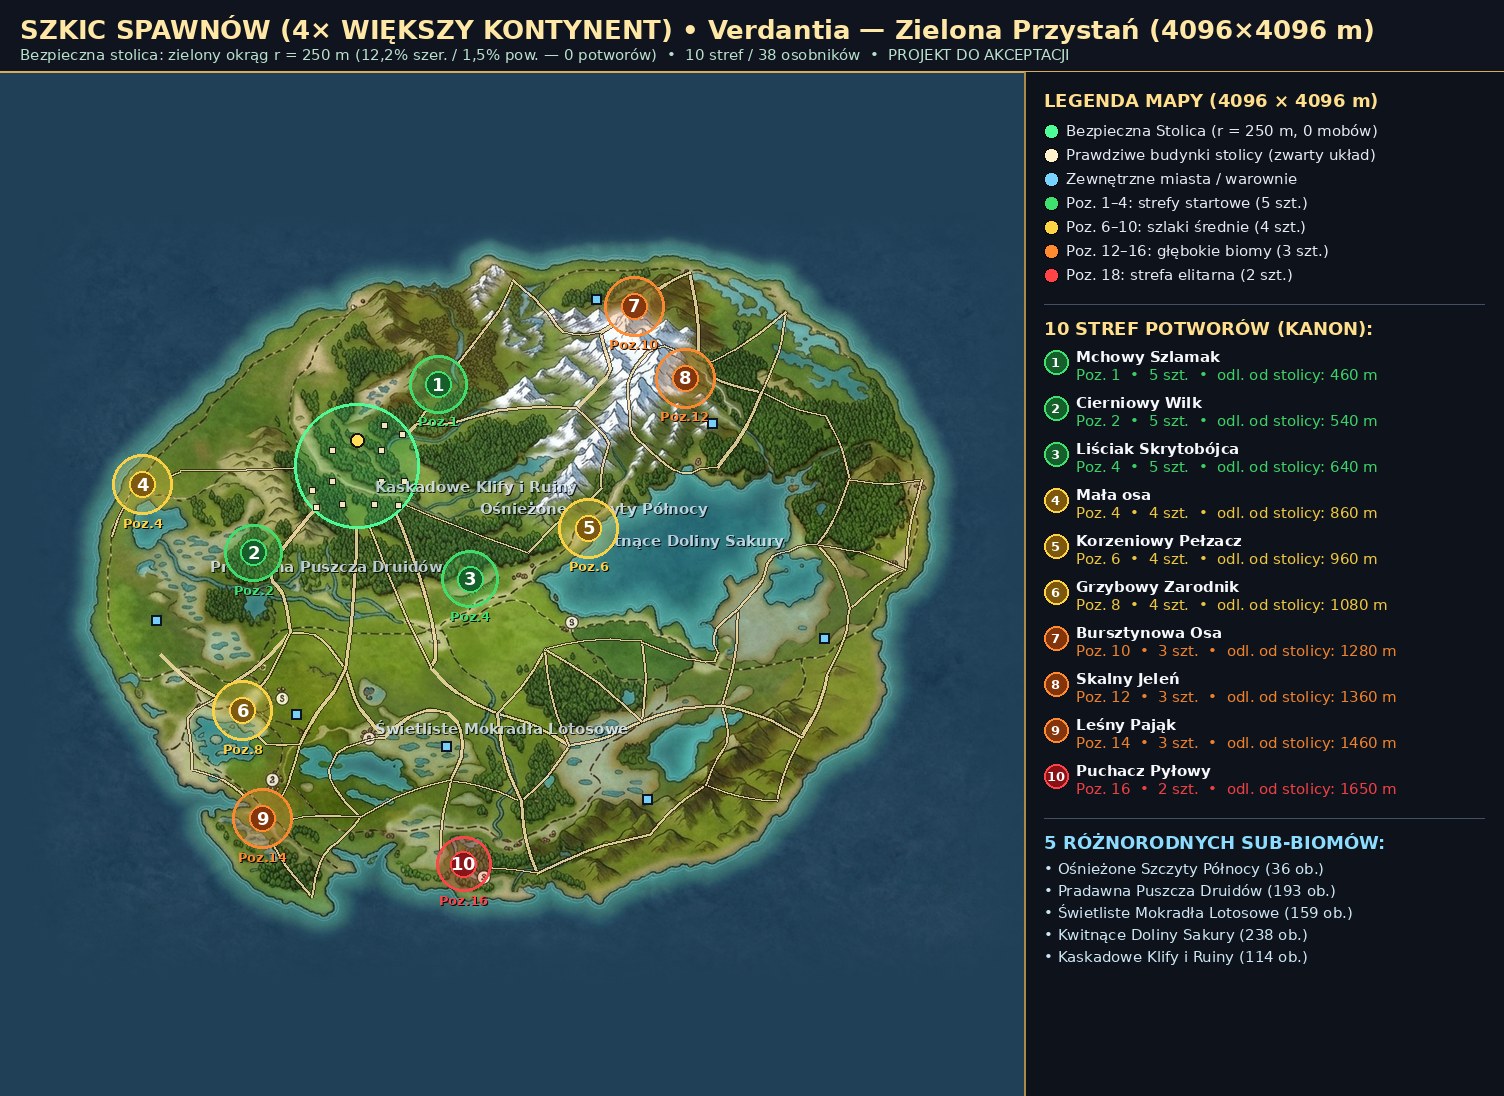 SZKIC SPAWNÓW (4× WIĘKSZY KONTYNENT) • Verdantia — Zielona Przystań (4096×4096 m)
Bezpieczna stolica: zielony okrąg r = 250 m (12,2% szer. / 1,5% pow. — 0 potworów) • 10 stref / 38 osobników • PROJEKT DO AKCEPTACJI
7
Poz.10
8
Poz.12
1
Poz.1
4
Poz.4
Kaskadowe Klify i Ruiny
Ośnieżone
yty Północy
5
Poz.6
tnące Doliny Sakury
2
Poz.2
na Puszcza Druidów
3
Poz.4
S
6
Poz.8
S
Świetliste Mokradła Lotosowe
9
Poz.14
10
Poz.16
S
LEGENDA MAPY (4096 × 4096 m)
Bezpieczna Stolica (r = 250 m, 0 mobów)
Prawdziwe budynki stolicy (zwarty układ)
Zewnętrzne miasta / warownie
Poz. 1–4: strefy startowe (5 szt.)
Poz. 6–10: szlaki średnie (4 szt.)
Poz. 12–16: głębokie biomy (3 szt.)
Poz. 18: strefa elitarna (2 szt.)
10 STREF POTWORÓW (KANON):
1 Mchowy Szlamak
Poz. 1 • 5 szt. • odl. od stolicy: 460 m
2 Cierniowy Wilk
Poz. 2 • 5 szt. • odl. od stolicy: 540 m
3 Liściak Skrytobójca
Poz. 4 • 5 szt. • odl. od stolicy: 640 m
4 Mała osa
Poz. 4 • 4 szt. • odl. od stolicy: 860 m
5 Korzeniowy Pełzacz
Poz. 6 • 4 szt. • odl. od stolicy: 960 m
6 Grzybowy Zarodnik
Poz. 8 • 4 szt. • odl. od stolicy: 1080 m
7 Bursztynowa Osa
Poz. 10 • 3 szt. • odl. od stolicy: 1280 m
8 Skalny Jeleń
Poz. 12 • 3 szt. • odl. od stolicy: 1360 m
9 Leśny Pająk
Poz. 14 • 3 szt. • odl. od stolicy: 1460 m
10 Puchacz Pyłowy
Poz. 16 • 2 szt. • odl. od stolicy: 1650 m
5 RÓŻNORODNYCH SUB-BIOMÓW:
• Ośnieżone Szczyty Północy (36 ob.)
• Pradawna Puszcza Druidów (193 ob.)
• Świetliste Mokradła Lotosowe (159 ob.)
• Kwitnące Doliny Sakury (238 ob.)
• Kaskadowe Klify i Ruiny (114 ob.)